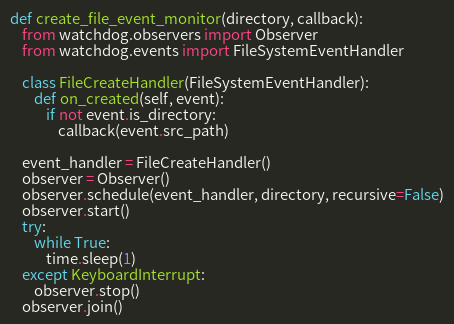 def create_file_event_monitor(directory, callback):
    from watchdog.observers import Observer
    from watchdog.events import FileSystemEventHandler

    class FileCreateHandler(FileSystemEventHandler):
        def on_created(self, event):
            if not event.is_directory:
                callback(event.src_path)

    event_handler = FileCreateHandler()
    observer = Observer()
    observer.schedule(event_handler, directory, recursive=False)
    observer.start()
    try:
        while True:
            time.sleep(1)
    except KeyboardInterrupt:
        observer.stop()
    observer.join()